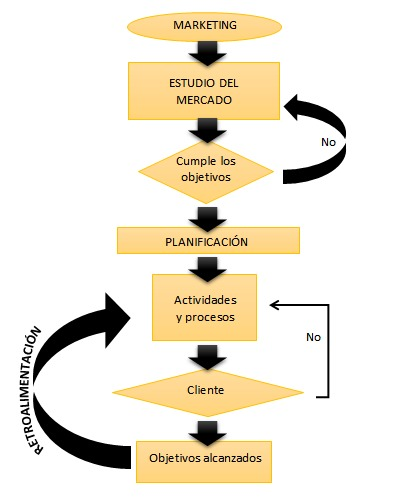 MARKETING
ESTUDIO DEL
MERCADO
No
Cumple los
objetivos
PLANIFICACIÓN
Actividades
y procesos
No
RETROALIMENTACIÓN
Cliente
Objetivos alcanzados